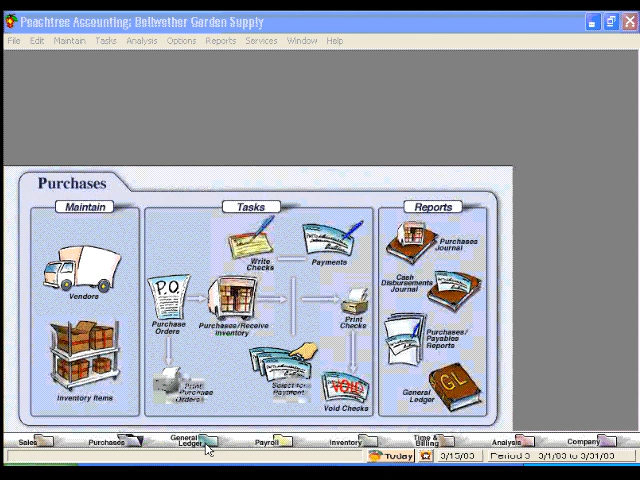 Peachtree Accounting: Bellwether Garden Supply
File Edit Maintain Tasks Analysis Options Reports Services Window Help
Purchases
Maintain
Tasks
Reports
Vendors
Inventory Items
Write
Checks
Payments
P.O.
Purchase
Orders
Purchases/Receive
Inventory
Print
Checks
Print
Purchase
Orders
Select for
Payment
VOID
Void Checks
Purchases
Journal
Cash
Disbursements
Journal
Purchases/
Payables
Reports
General
Ledger
GL
Sales
Purchases
General
Ledger
Payroll
Inventory
Time &
Billing
Analysis
Company
Today 3/15/03 Period 3 3/1/03 to 3/31/03